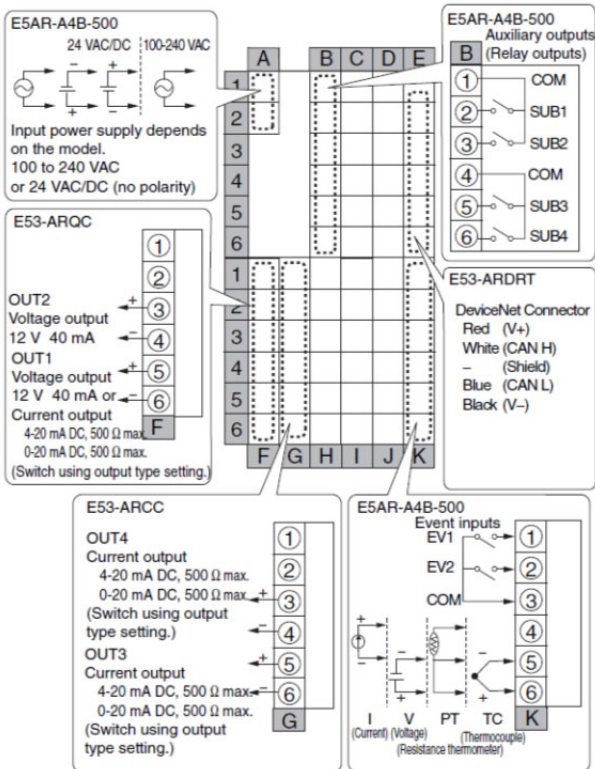 E5AR-A4B-500
24 VAC/DC 100-240 VAC
− + 
+ −
Input power supply depends
on the model.
100 to 240 VAC
or 24 VAC/DC (no polarity)
E53-ARQC
1
2
OUT2
Voltage output
12 V 40 mA
+ 3
− 4
OUT1
Voltage output
12 V 40 mA or
Current output
4-20 mA DC, 500 Ω max.
0-20 mA DC, 500 Ω max.
(Switch using output type setting.)
+ 5
− 6
F
A B C D E
1
2
3
4
5
6
1
2
3
4
5
6
F G H I J K
E5AR-A4B-500
Auxiliary outputs
(Relay outputs)
B
1 COM
2 SUB1
3 SUB2
4 COM
5 SUB3
6 SUB4
E53-ARDRT
DeviceNet Connector
Red (V+)
White (CAN H)
– (Shield)
Blue (CAN L)
Black (V–)
E53-ARCC
OUT4
Current output
4-20 mA DC, 500 Ω max.
0-20 mA DC, 500 Ω max.
(Switch using output
type setting.)
OUT3
Current output
4-20 mA DC, 500 Ω max.
0-20 mA DC, 500 Ω max.
(Switch using output
type setting.)
1
2
+ 3
− 4
+ 5
− 6
G
E5AR-A4B-500
Event inputs
EV1 1
EV2 2
COM 3
4
5
6
+ − − + − +
I V PT TC K
(Current) (Voltage) (Thermocouple)
(Resistance thermometer)